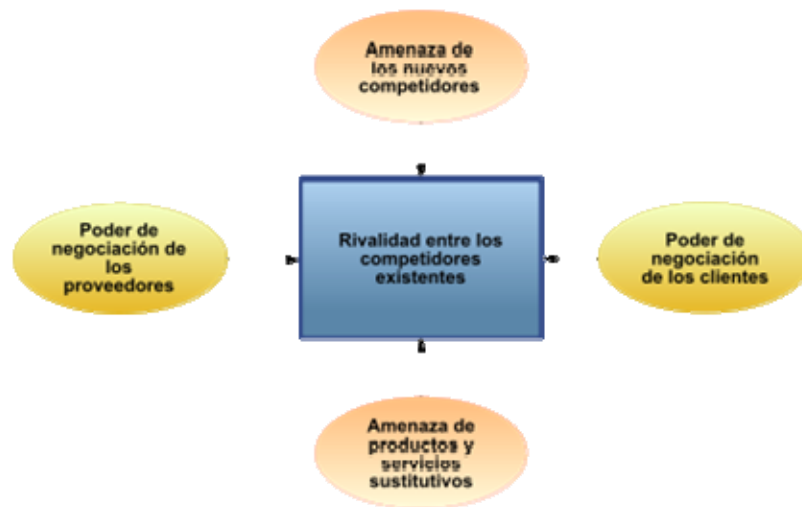 Amenaza de
los nuevos
competidores
Poder de
negociación de
los
proveedores
Rivalidad entre los
competidores
existentes
Poder de
negociación
de los clientes
Amenaza de
productos y
servicios
sustitutivos